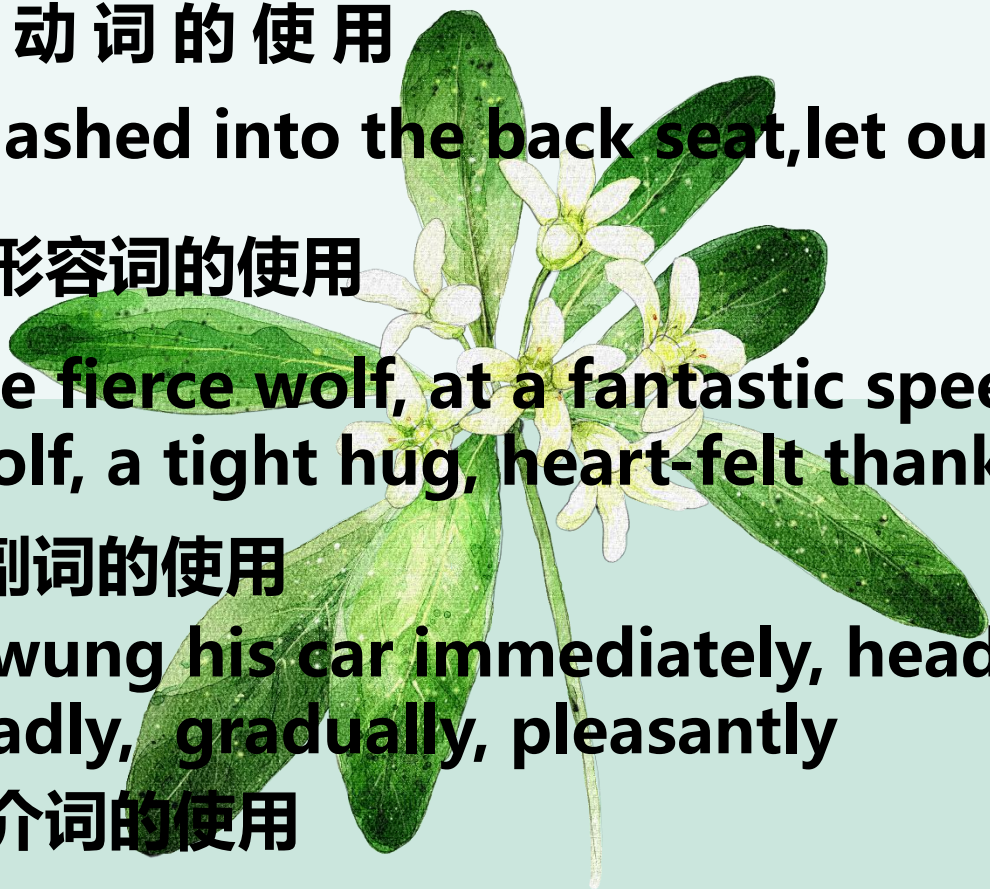 动词的使用
ashed into the back seat,let ou
形容词的使用
e fierce wolf, at a fantastic spee
olf, a tight hug, heart-felt thank
副词的使用
wung his car immediately, head
adly, gradually, pleasantly
介词的使用